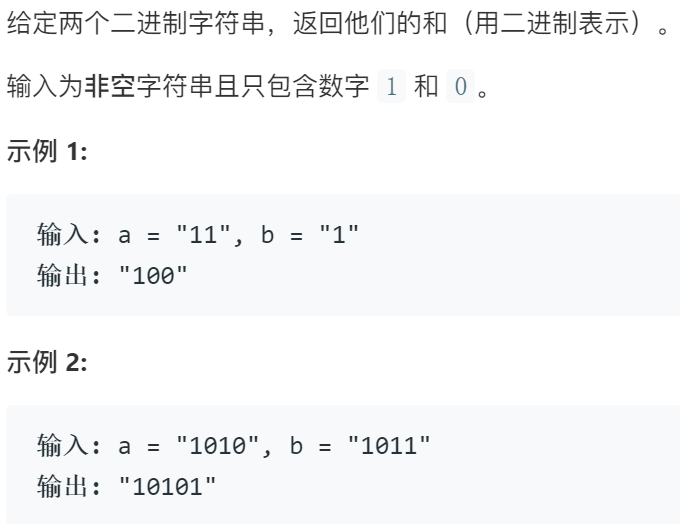 给定两个二进制字符串，返回他们的和（用二进制表示）。
输入为非空字符串且只包含数字 1 和 0。
示例 1:
输入: a = "11", b = "1"
输出: "100"
示例 2:
输入: a = "1010", b = "1011"
输出: "10101"